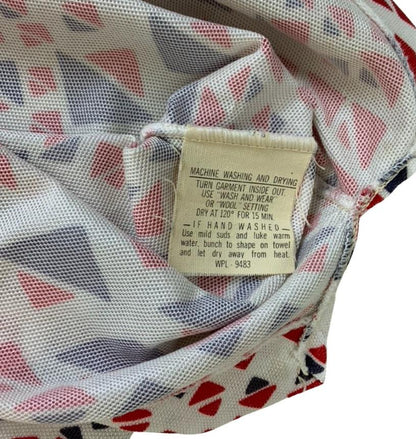 MACHINE WASHING AND DRYING
TURN GARMENT INSIDE OUT
USE "WASH AND WEAR"
OR "WOOL" SETTING
DRY AT 120° FOR 15 MIN.
—IF HAND WASHED—
Use mild suds and luke warm
water, bunch to shape on towel
and let dry away from heat.
WPL - 9483